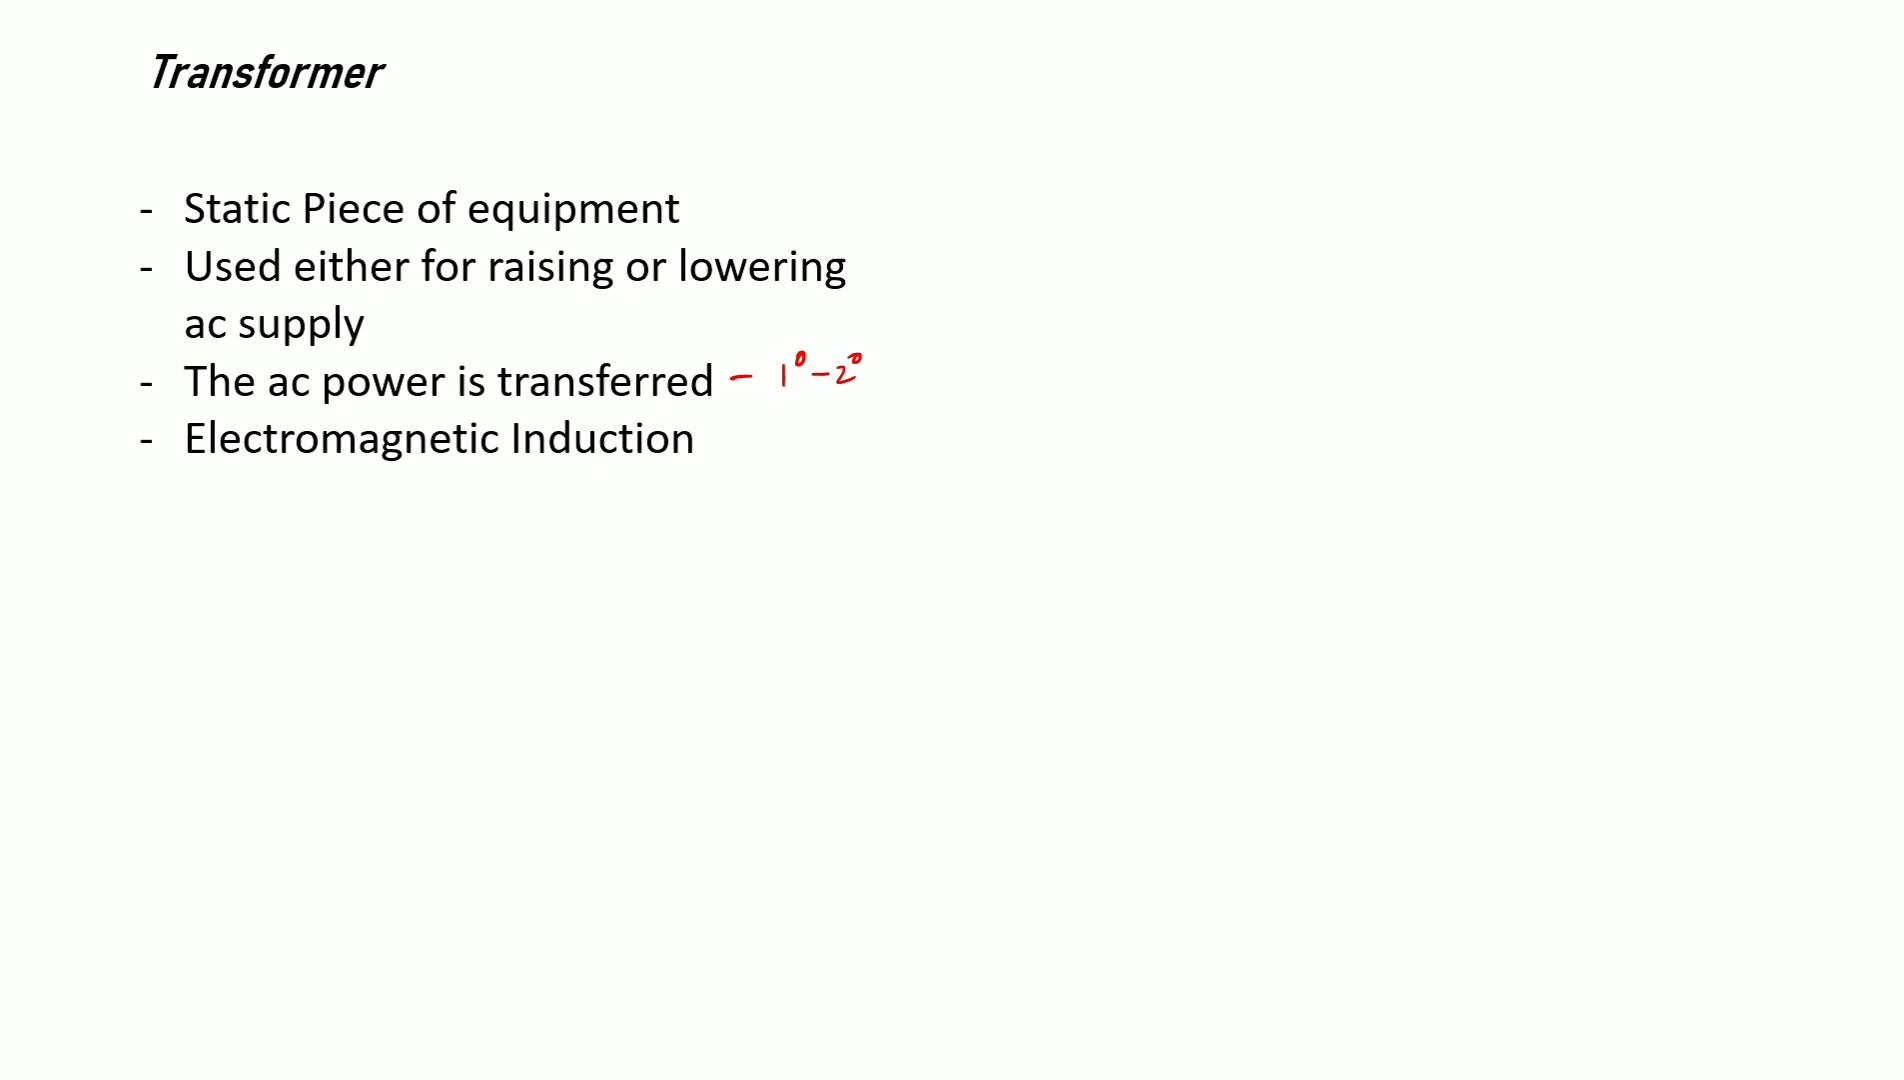 Transformer
- Static Piece of equipment
- Used either for raising or lowering
ac supply
- The ac power is transferred – 1° – 2°
- Electromagnetic Induction